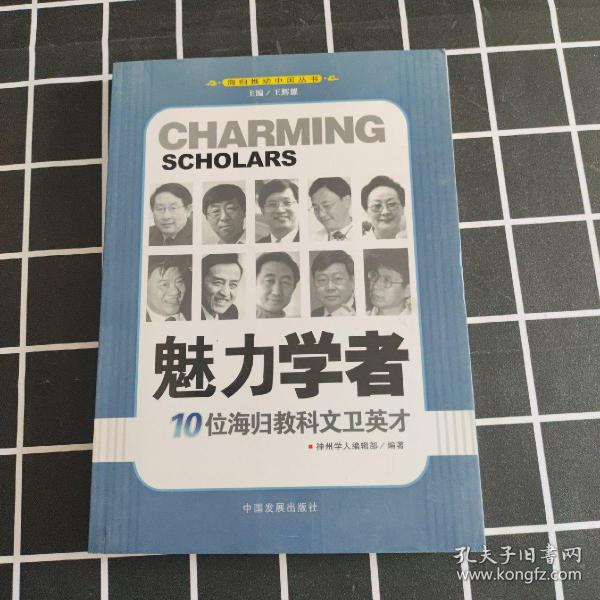 海归推动中国丛书
主编／王辉耀
CHARMING
SCHOLARS
魅力学者
10位海归教科文卫英才
神州学人编辑部／编著
中国发展出版社
孔夫子旧书网
www.kongfz.com